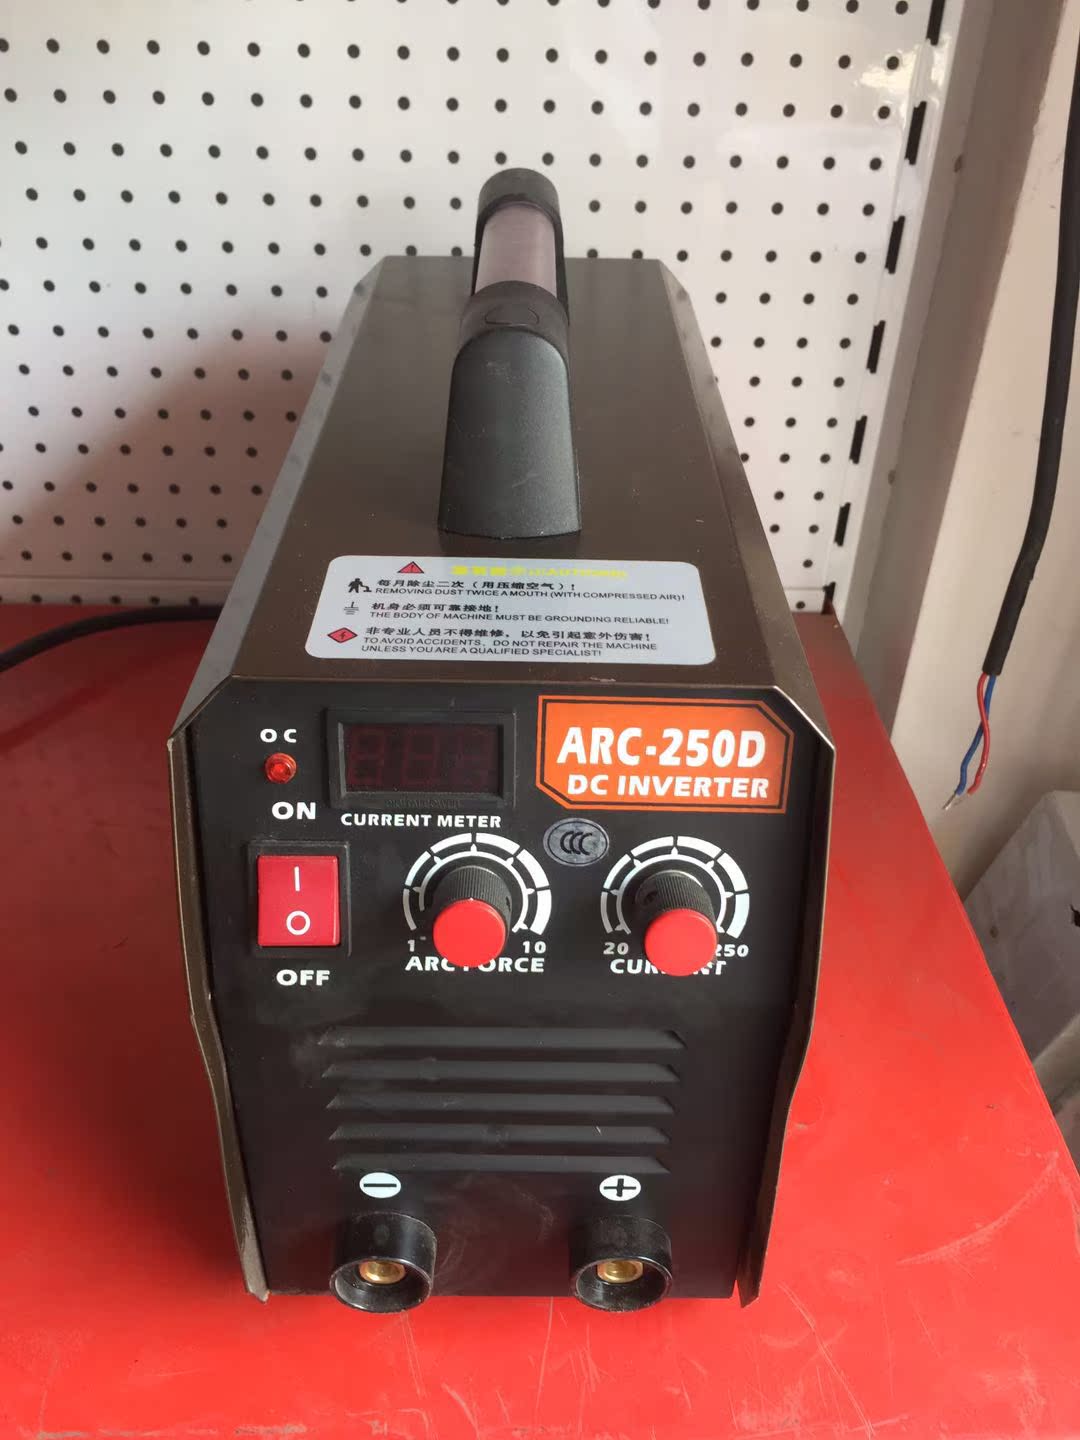 每月除尘二次（用压缩空气）！
REMOVING DUST TWICE A MOUTH (WITH COMPRESSED AIR)!
机身必须可靠接地！
THE BODY OF MACHINE MUST BE GROUNDING RELIABLE!
非专业人员不得维修，以免引起意外伤害！
TO AVOID ACCIDENTS, DO NOT REPAIR THE MACHINE
UNLESS YOU ARE A QUALIFIED SPECIALIST!
O C
ARC-250D
DC INVERTER
ON
CURRENT METER
CCC
I
O
OFF
1 10
ARC FORCE
20 250
CURRENT
− +